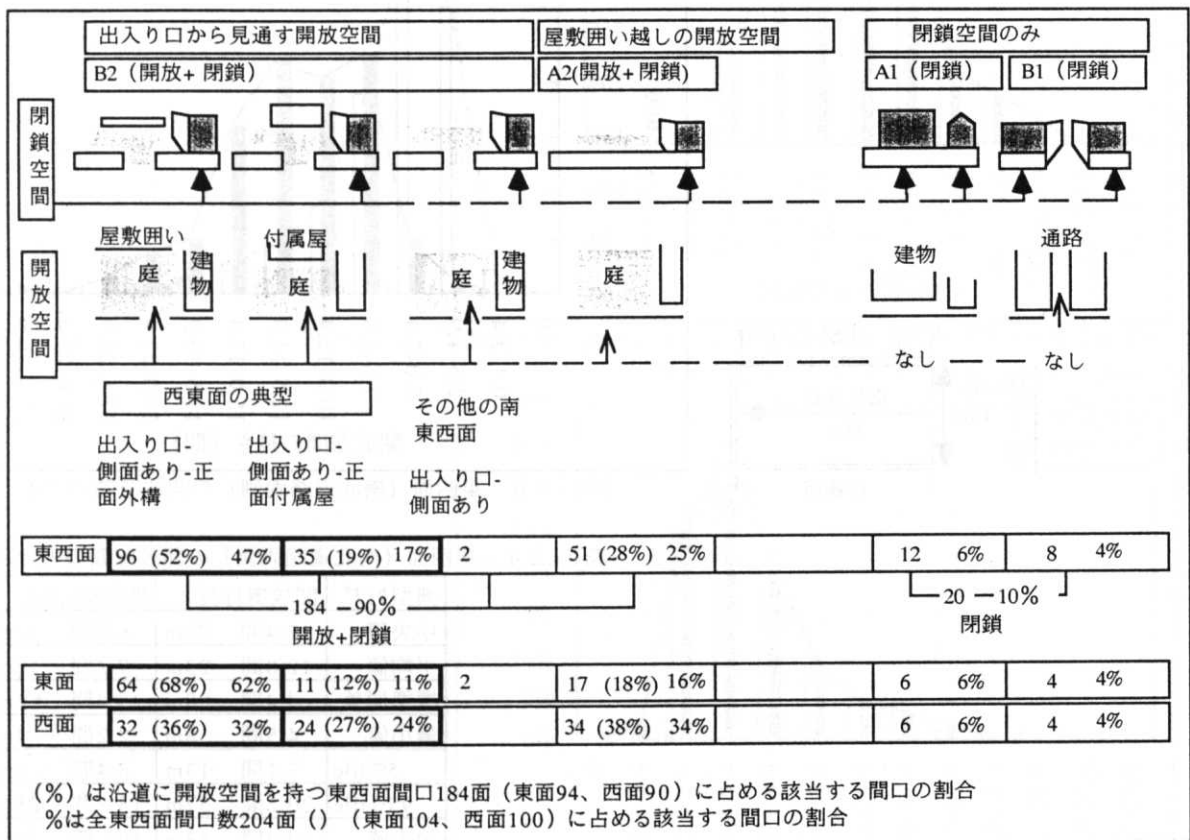 出入り口から見通す開放空間 屋敷囲い越しの開放空間 閉鎖空間のみ
B2（開放+ 閉鎖） A2(開放+ 閉鎖) A1（閉鎖） B1（閉鎖）
閉鎖空間
開放空間
屋敷囲い 付属屋 通路
庭 建物 庭 庭 建物 庭 建物
なし なし
西東面の典型
その他の南
東西面
出入り口-
側面あり-正
面外構
出入り口-
側面あり-正
面付属屋
出入り口-
側面あり
東西面 96 (52%) 47% 35 (19%) 17% 2 51 (28%) 25% 12 6% 8 4%
184 －90% 20 －10%
開放+閉鎖 閉鎖
東面 64 (68%) 62% 11 (12%) 11% 2 17 (18%) 16% 6 6% 4 4%
西面 32 (36%) 32% 24 (27%) 24% 34 (38%) 34% 6 6% 4 4%
（%）は沿道に開放空間を持つ東西面間口184面（東面94、西面90）に占める該当する間口の割合
%は全東西面間口数204面（）（東面104、西面100）に占める該当する間口の割合